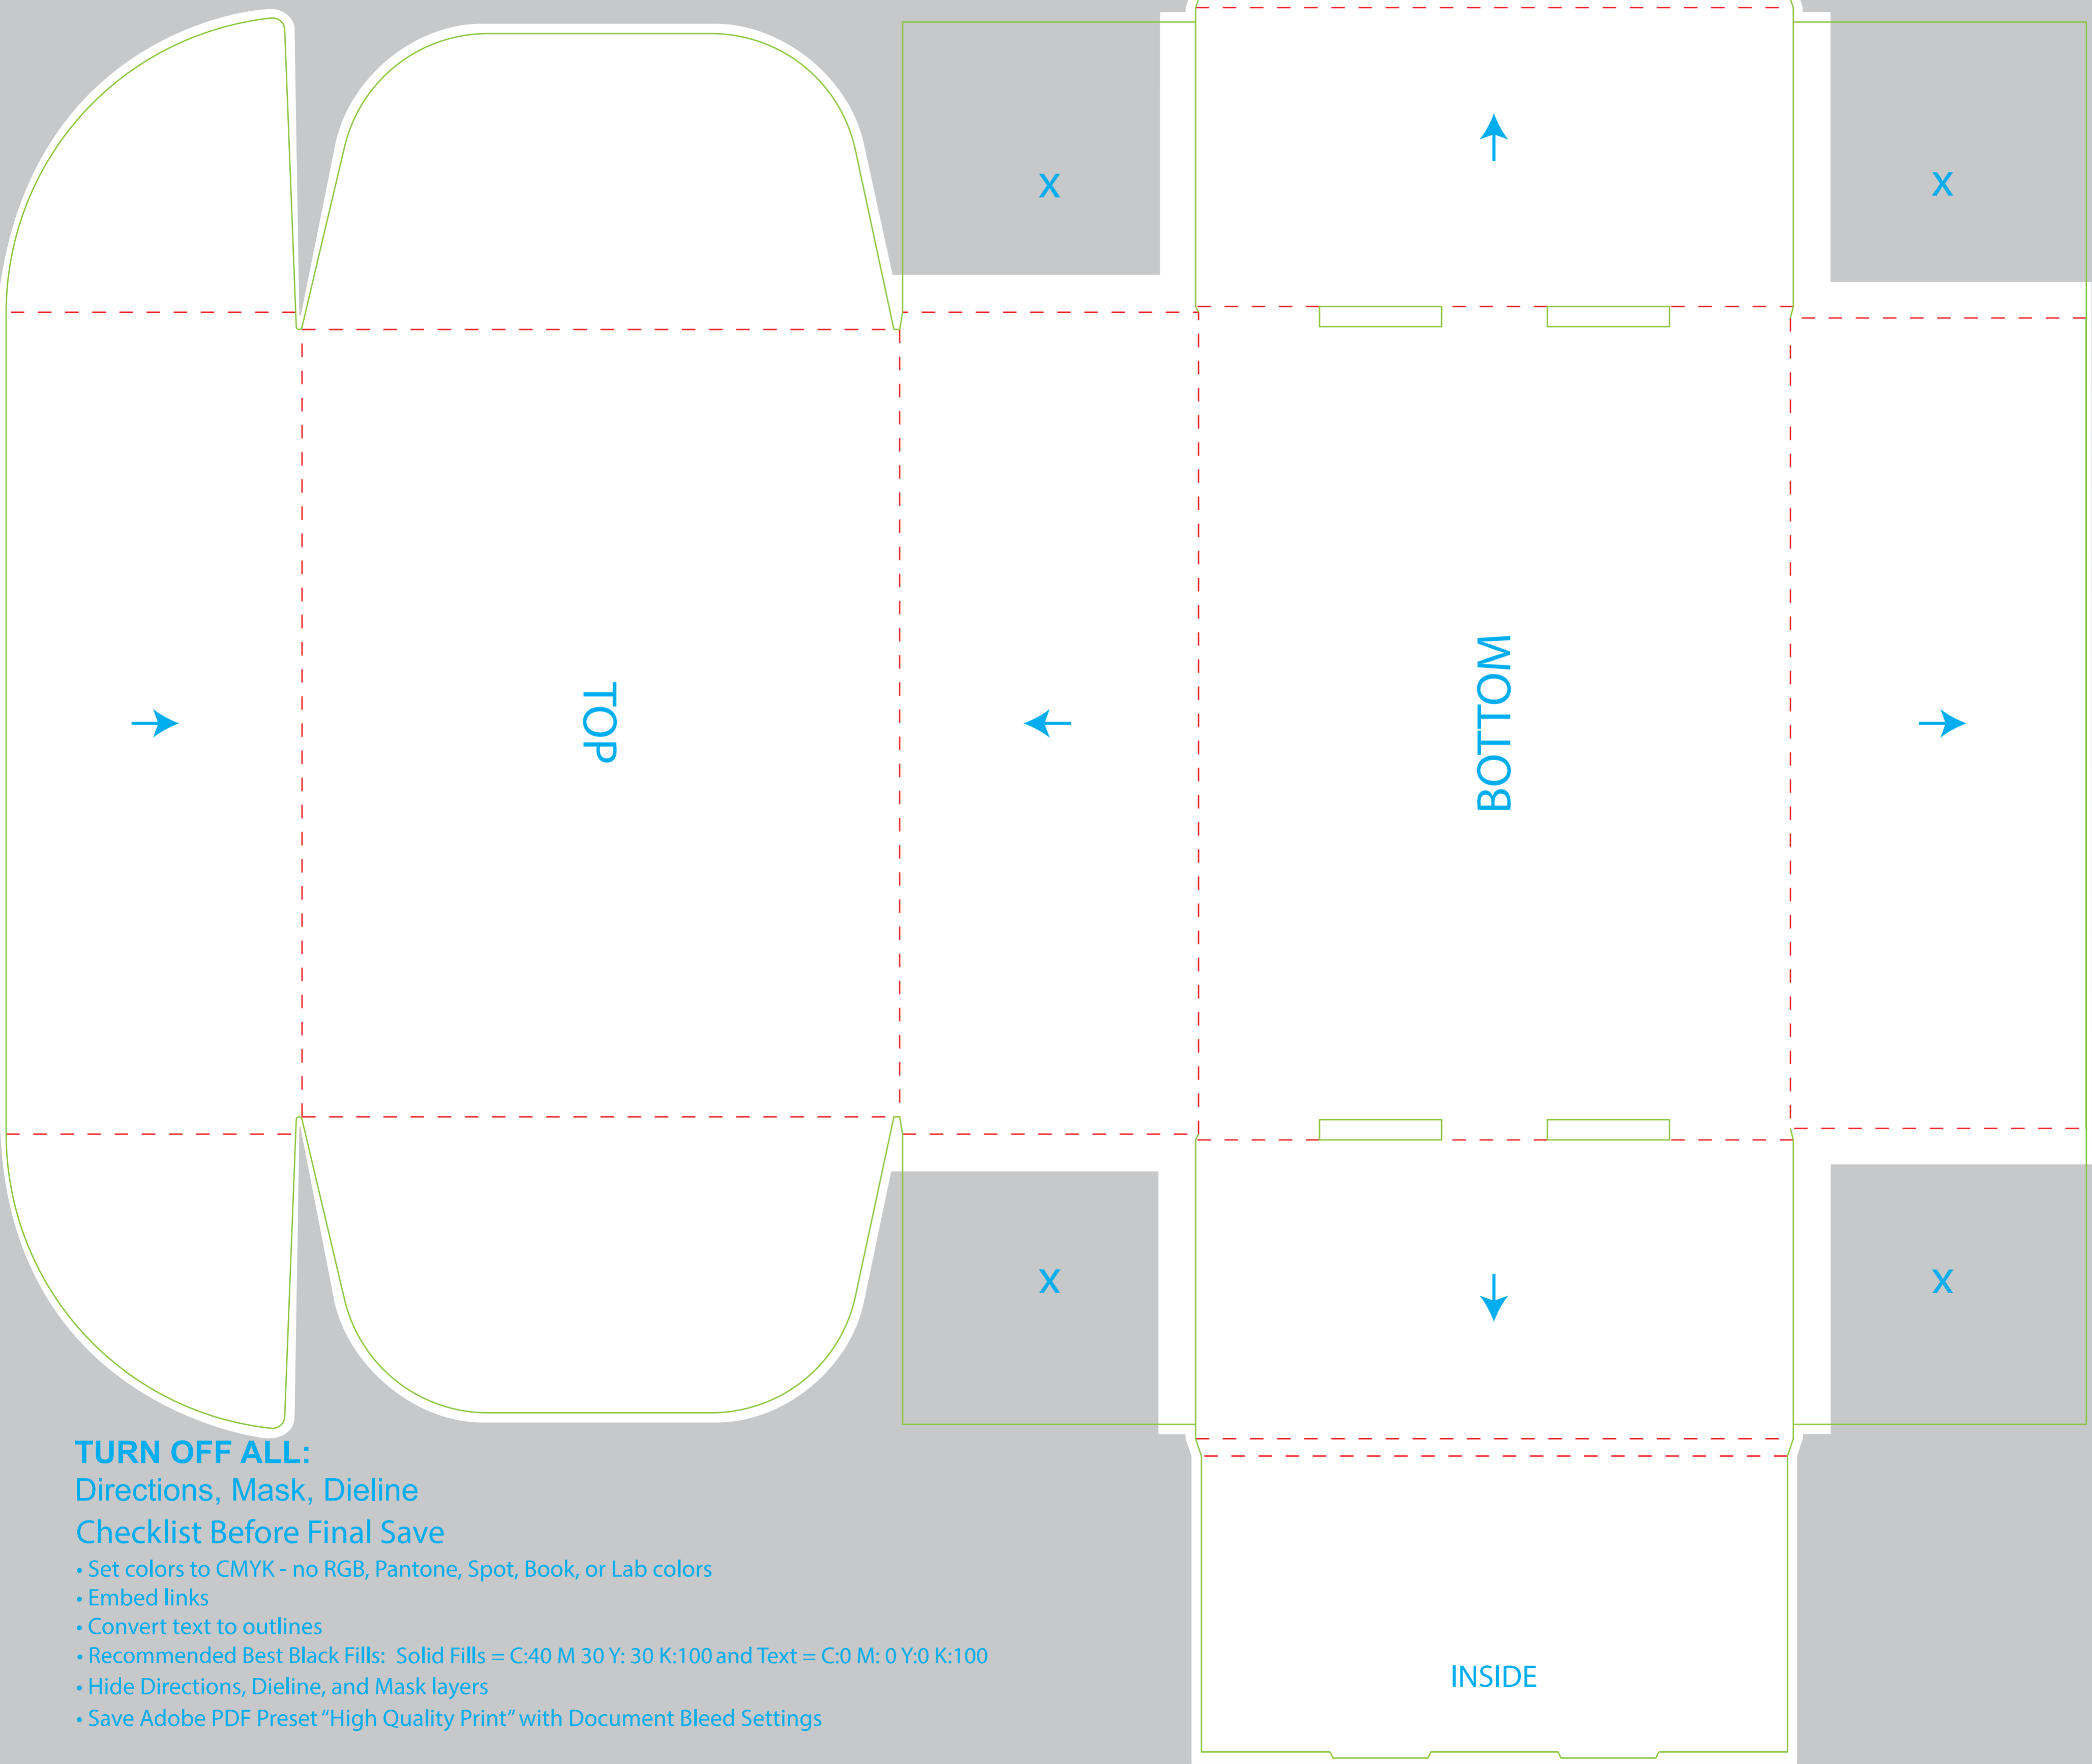 X
X
TOP
BOTTOM
X
X
TURN OFF ALL:
Directions, Mask, Dieline
Checklist Before Final Save
• Set colors to CMYK - no RGB, Pantone, Spot, Book, or Lab colors
• Embed links
• Convert text to outlines
• Recommended Best Black Fills: Solid Fills = C:40 M 30 Y: 30 K:100 and Text = C:0 M: 0 Y:0 K:100
• Hide Directions, Dieline, and Mask layers
• Save Adobe PDF Preset “High Quality Print” with Document Bleed Settings
INSIDE